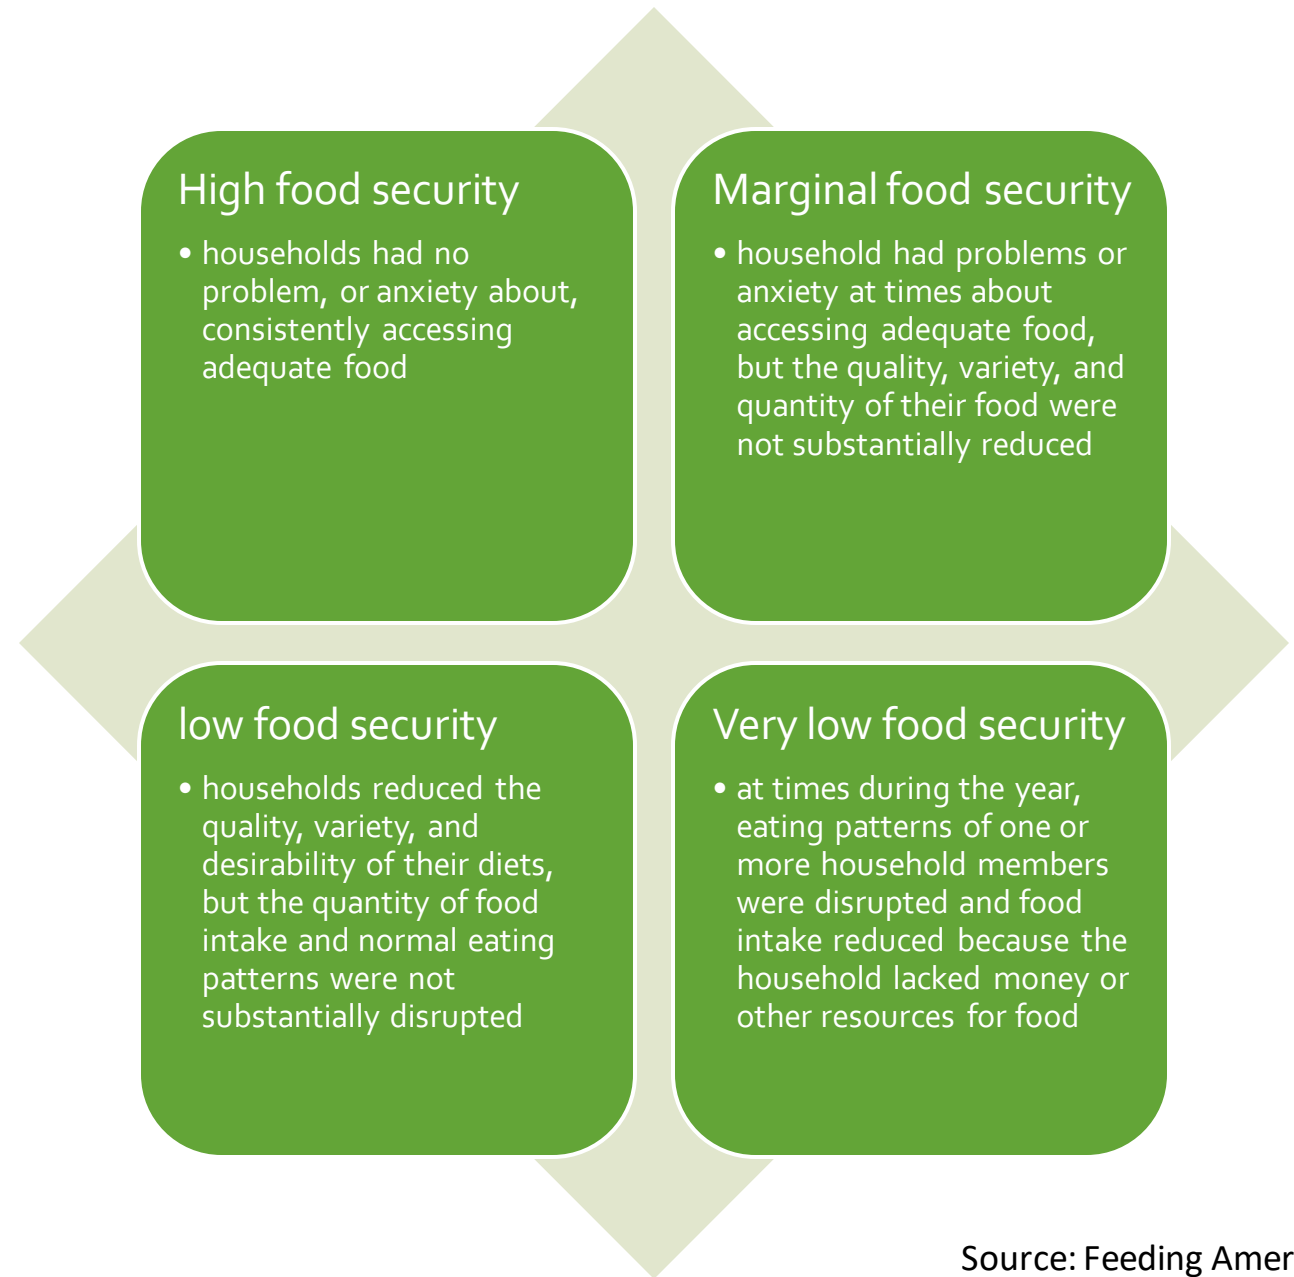 High food security
• households had no
problem, or anxiety about,
consistently accessing
adequate food
Marginal food security
• household had problems or
anxiety at times about
accessing adequate food,
but the quality, variety, and
quantity of their food were
not substantially reduced
low food security
• households reduced the
quality, variety, and
desirability of their diets,
but the quantity of food
intake and normal eating
patterns were not
substantially disrupted
Very low food security
• at times during the year,
eating patterns of one or
more household members
were disrupted and food
intake reduced because the
household lacked money or
other resources for food
Source: Feeding Amer